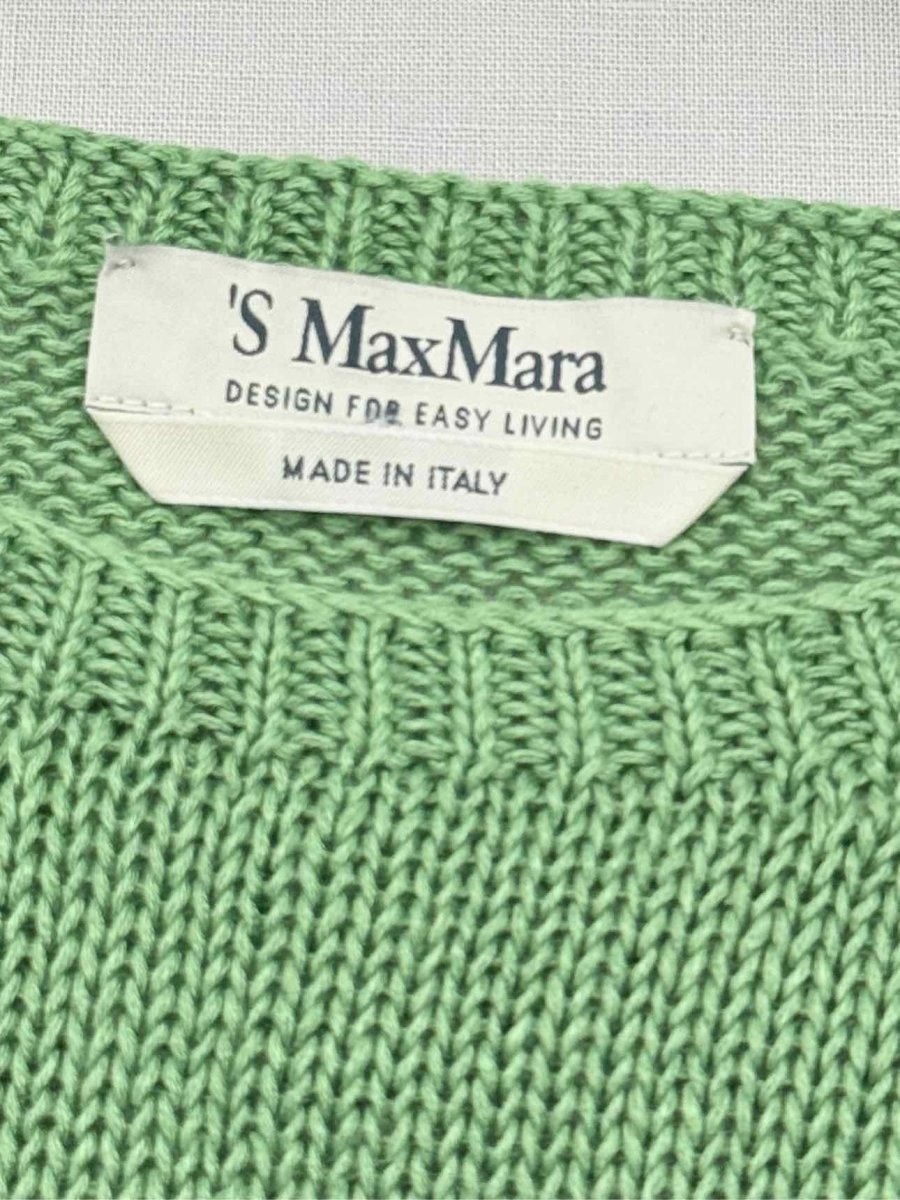 'S MaxMara
DESIGN FOR EASY LIVING
MADE IN ITALY